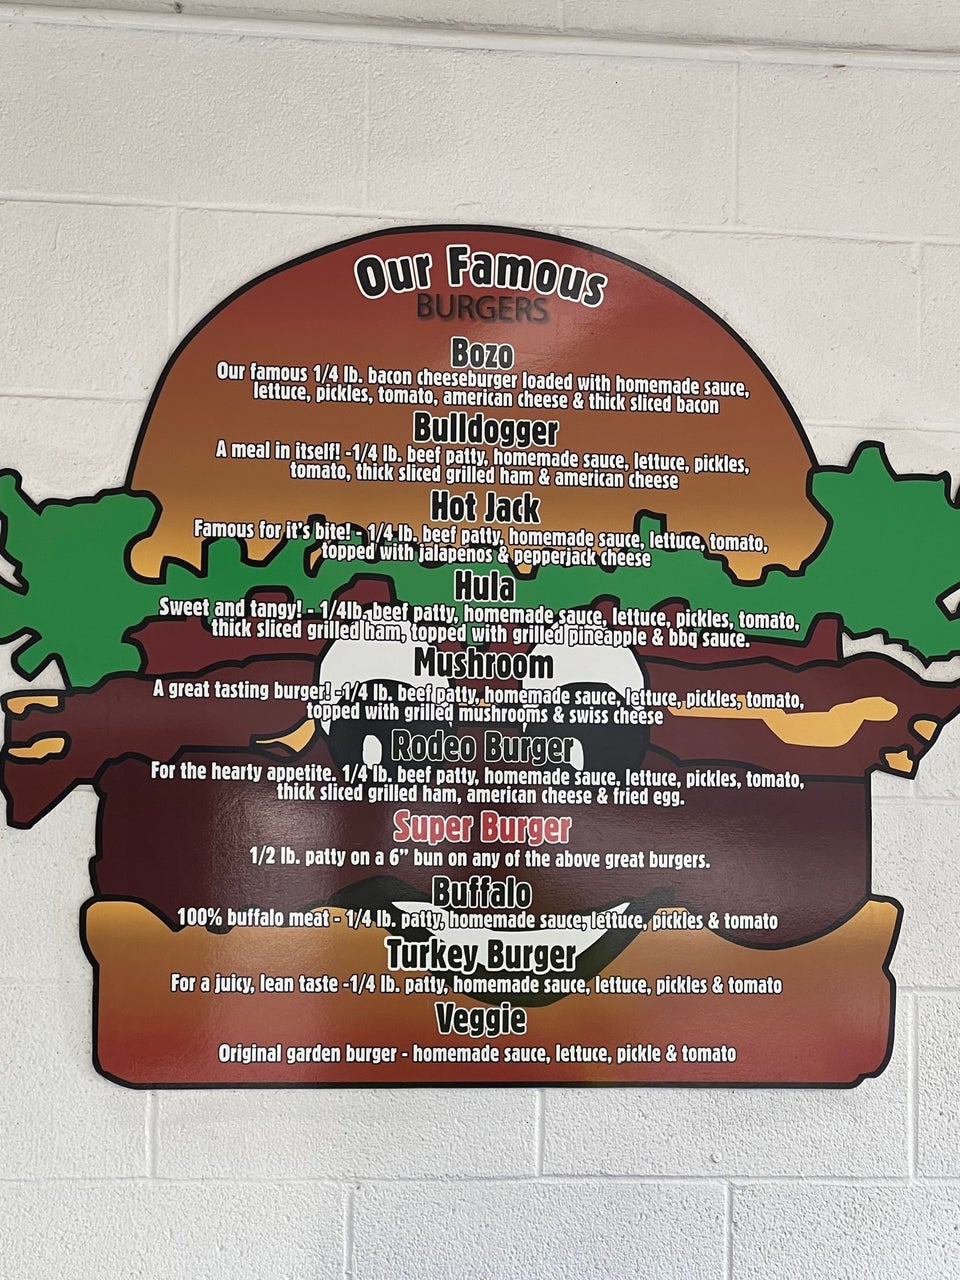 Our Famous
BURGERS
Bozo
Our famous 1/4 lb. bacon cheeseburger loaded with homemade sauce,
lettuce, pickles, tomato, american cheese & thick sliced bacon
Bulldogger
A meal in itself! -1/4 lb. beef patty, homemade sauce, lettuce, pickles,
tomato, thick sliced grilled ham & american cheese
Hot Jack
Famous for it's bite! - 1/4 lb. beef patty, homemade sauce, lettuce, tomato,
topped with jalapenos & pepperjack cheese
Hula
Sweet and tangy! - 1/4lb. beef patty, homemade sauce, lettuce, pickles, tomato,
thick sliced grilled ham, topped with grilled pineapple & bbq sauce.
Mushroom
A great tasting burger! -1/4 lb. beef patty, homemade sauce, lettuce, pickles, tomato,
topped with grilled mushrooms & swiss cheese
Rodeo Burger
For the hearty appetite. 1/4 lb. beef patty, homemade sauce, lettuce, pickles, tomato,
thick sliced grilled ham, american cheese & fried egg.
Super Burger
1/2 lb. patty on a 6" bun on any of the above great burgers.
Buffalo
100% buffalo meat - 1/4 lb. patty, homemade sauce, lettuce, pickles & tomato
Turkey Burger
For a juicy, lean taste -1/4 lb. patty, homemade sauce, lettuce, pickles & tomato
Veggie
Original garden burger - homemade sauce, lettuce, pickle & tomato